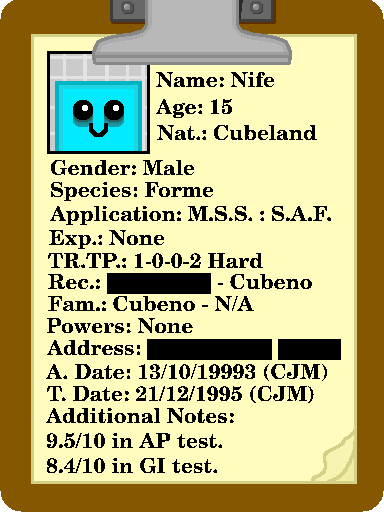 Name: Nife
Age: 15
Nat.: Cubeland
Gender: Male
Species: Forme
Application: M.S.S. : S.A.F.
Exp.: None
TR.TP.: 1-0-0-2 Hard
Rec.: - Cubeno
Fam.: Cubeno - N/A
Powers: None
Address:
A. Date: 13/10/19993 (CJM)
T. Date: 21/12/1995 (CJM)
Additional Notes:
9.5/10 in AP test.
8.4/10 in GI test.